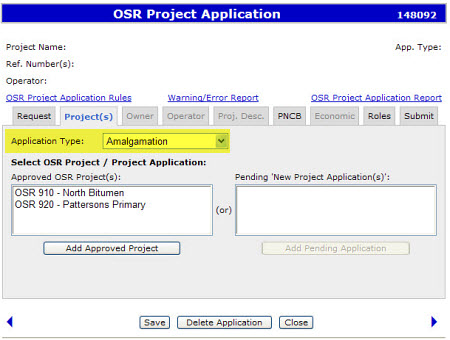 OSR Project Application 148092
Project Name: App. Type:
Ref. Number(s):
Operator:
OSR Project Application Rules Warning/Error Report OSR Project Application Report
Request Project(s) Owner Operator Proj. Desc. PNCB Economic Roles Submit
Application Type: Amalgamation
Select OSR Project / Project Application:
Approved OSR Project(s): Pending 'New Project Application(s)':
OSR 910 - North Bitumen
OSR 920 - Pattersons Primary
(or)
Add Approved Project Add Pending Application
Save Delete Application Close